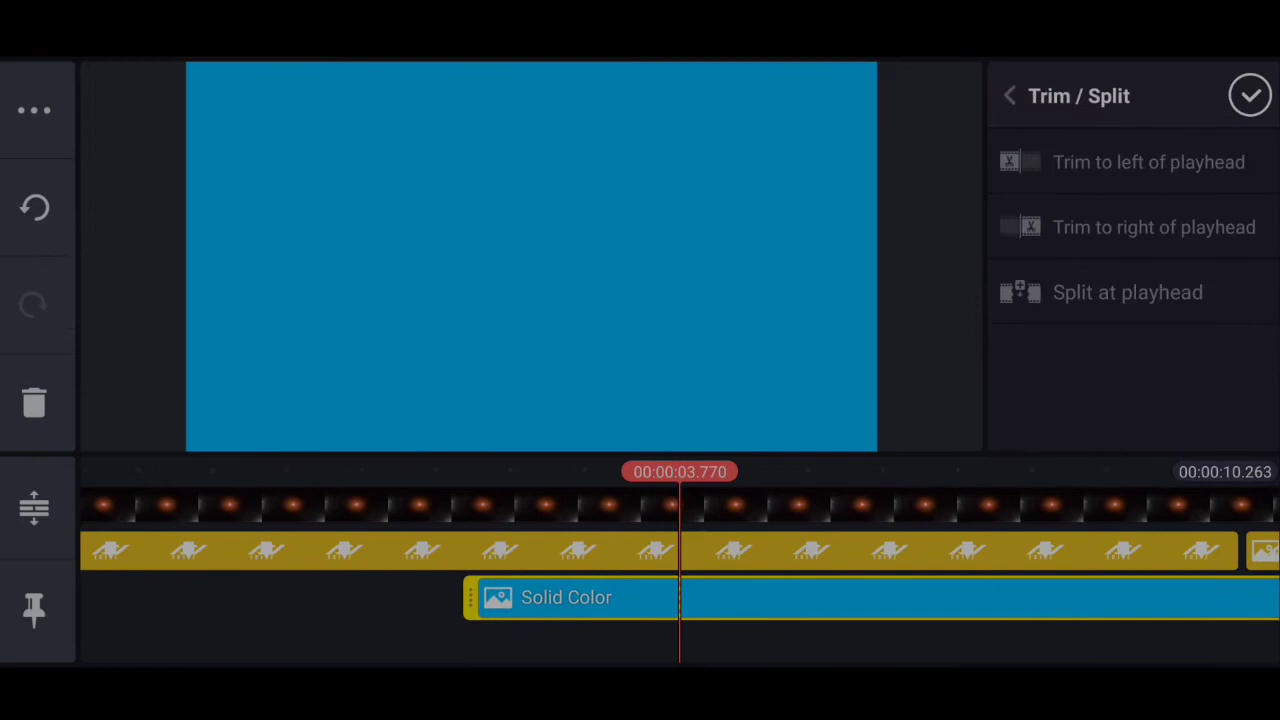 Trim / Split
Trim to left of playhead
Trim to right of playhead
Split at playhead
00:00:03.770
00:00:10.263
Solid Color